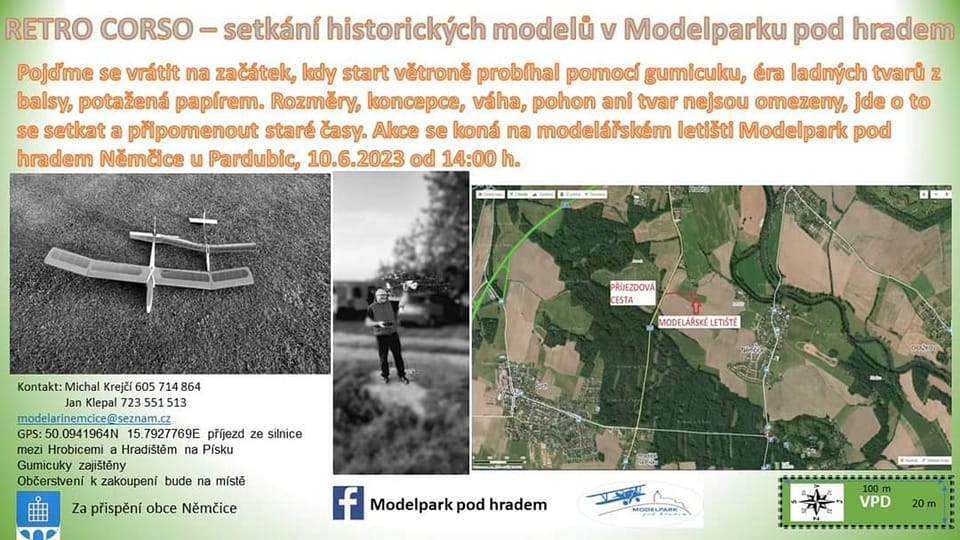 RETRO CORSO – setkání historických modelů v Modelparku pod hradem
Pojďme se vrátit na začátek, kdy start větroně probíhal pomocí gumicuku, éra ladných tvarů z
balsy, potažená papírem. Rozměry, koncepce, váha, pohon ani tvar nejsou omezeny, jde o to
se setkat a připomenout staré časy. Akce se koná na modelářském letišti Modelpark pod
hradem Němčice u Pardubic, 10.6.2023 od 14:00 h.
PŘÍJEZDOVÁ
CESTA
MODELÁŘSKÉ LETIŠTĚ
Němčice
Kontakt: Michal Krejčí 605 714 864
Jan Klepal 723 551 513
modelarinemcice@seznam.cz
GPS: 50.0941964N 15.7927769E příjezd ze silnice
mezi Hrobicemi a Hradištěm na Písku
Gumicuky zajištěny
Občerstvení k zakoupení bude na místě
Za přispění obce Němčice
Modelpark pod hradem
MODELPARK
pod hradem
100 m
VPD
20 m